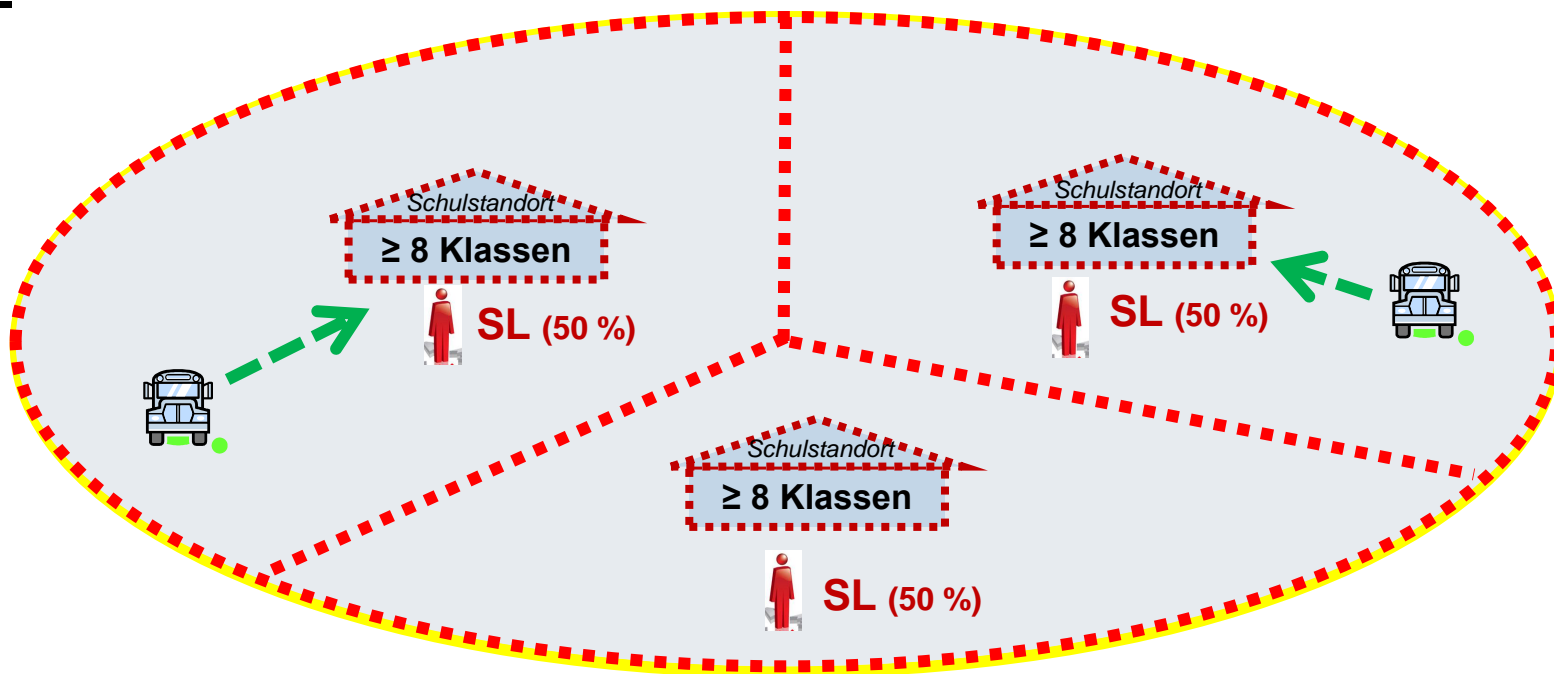 Schulstandort
≥ 8 Klassen
SL (50 %)
Schulstandort
≥ 8 Klassen
SL (50 %)
Schulstandort
≥ 8 Klassen
SL (50 %)